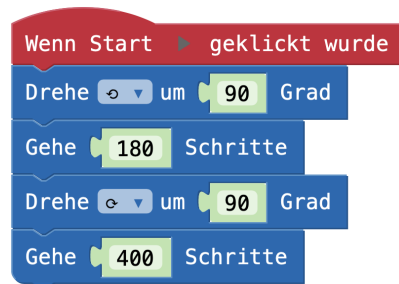 Wenn Start ▶ geklickt wurde
Drehe ⟲ ▼ um 90 Grad
Gehe 180 Schritte
Drehe ⟳ ▼ um 90 Grad
Gehe 400 Schritte